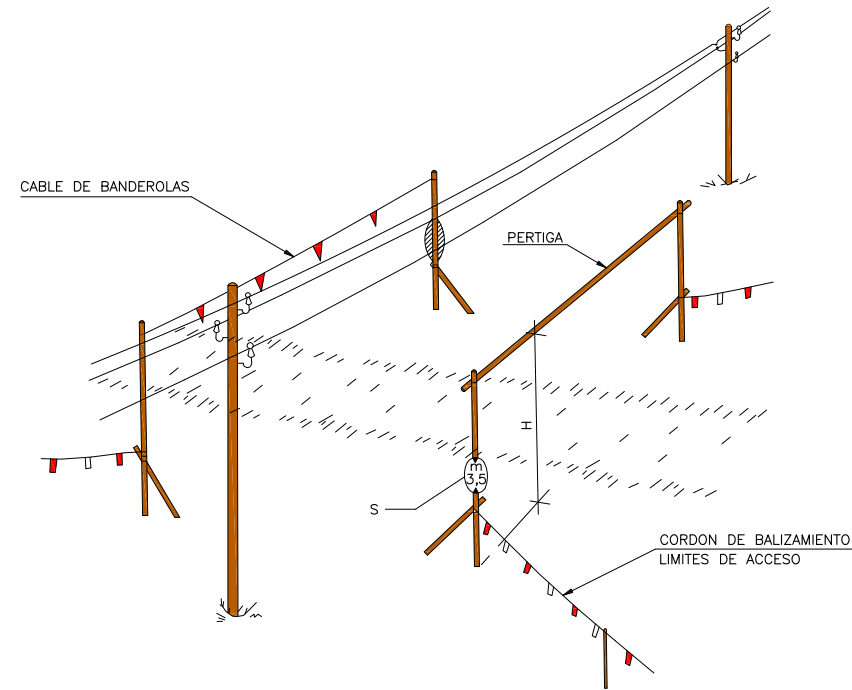 CABLE DE BANDEROLAS
PERTIGA
H
m
3,5
S
CORDON DE BALIZAMIENTO
LIMITES DE ACCESO